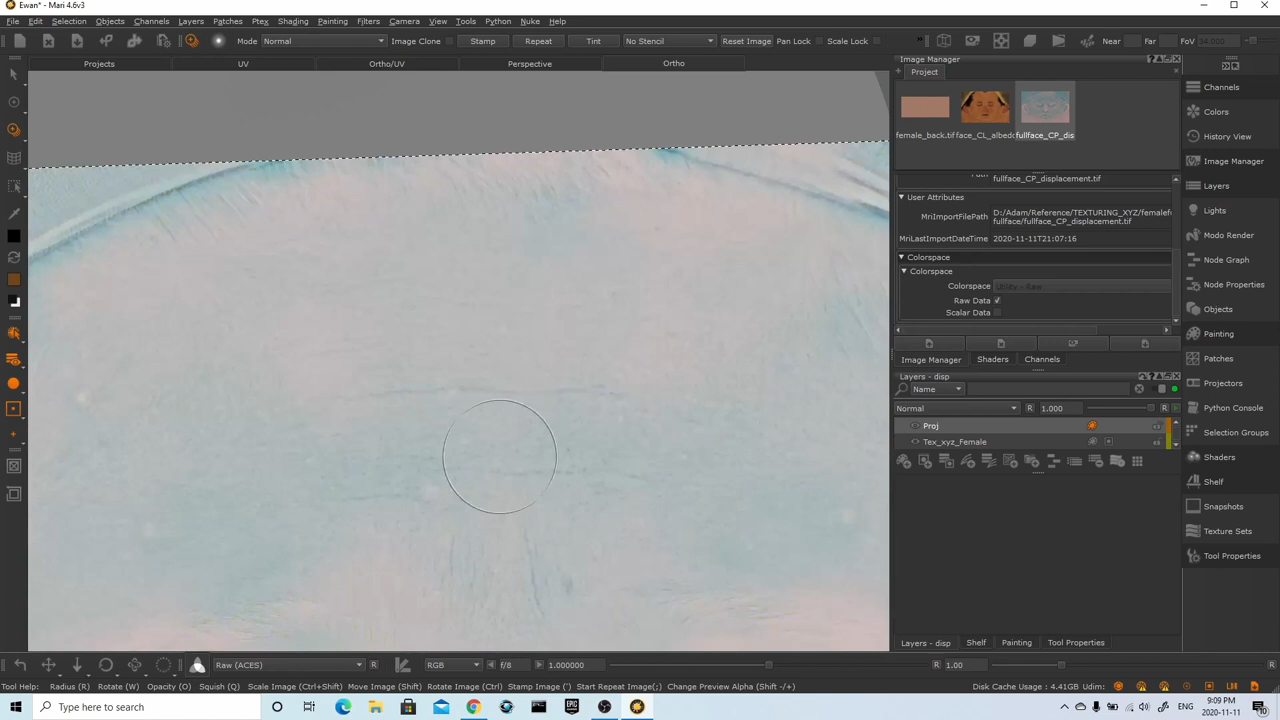 Ewan* - Mari 4.6v3
File Edit Selection Objects Channels Layers Patches Ptex Shading Painting Filters Camera View Tools Python Nuke Help
Mode Normal Image Clone Stamp Repeat Tint No Stencil Reset Image Pan Lock Scale Lock Near Far FoV 24.000
Projects UV Ortho/UV Perspective Ortho
Image Manager
Project
female_back.tif face_CL_albedo fullface_CP_dis
Path fullface_CP_displacement.tif
User Attributes
MriImportFilePath D:/Adam/Reference/TEXTURING_XYZ/femalef
fullface/fullface_CP_displacement.tif
MriLastImportDateTime 2020-11-11T21:07:16
Colorspace
Colorspace
Colorspace Utility - Raw
Raw Data
Scalar Data
Image Manager Shaders Channels
Layers - disp
Name
Normal R 1.000 R
Proj
Tex_xyz_Female
Layers - disp Shelf Painting Tool Properties
Channels
Colors
History View
Image Manager
Layers
Lights
Modo Render
Node Graph
Node Properties
Objects
Painting
Patches
Projectors
Python Console
Selection Groups
Shaders
Shelf
Snapshots
Texture Sets
Tool Properties
Raw (ACES) R RGB f/8 1.000000 R 1.00 R
Tool Help: Radius (R) Rotate (W) Opacity (O) Squish (Q) Scale Image (Ctrl+Shift) Move Image (Shift) Rotate Image (Ctrl) Stamp Image (') Start Repeat Image(;) Change Preview Alpha (Shift -/+) Disk Cache Usage : 4.41GB Udim:
Type here to search ENG 9:09 PM
2020-11-11 10